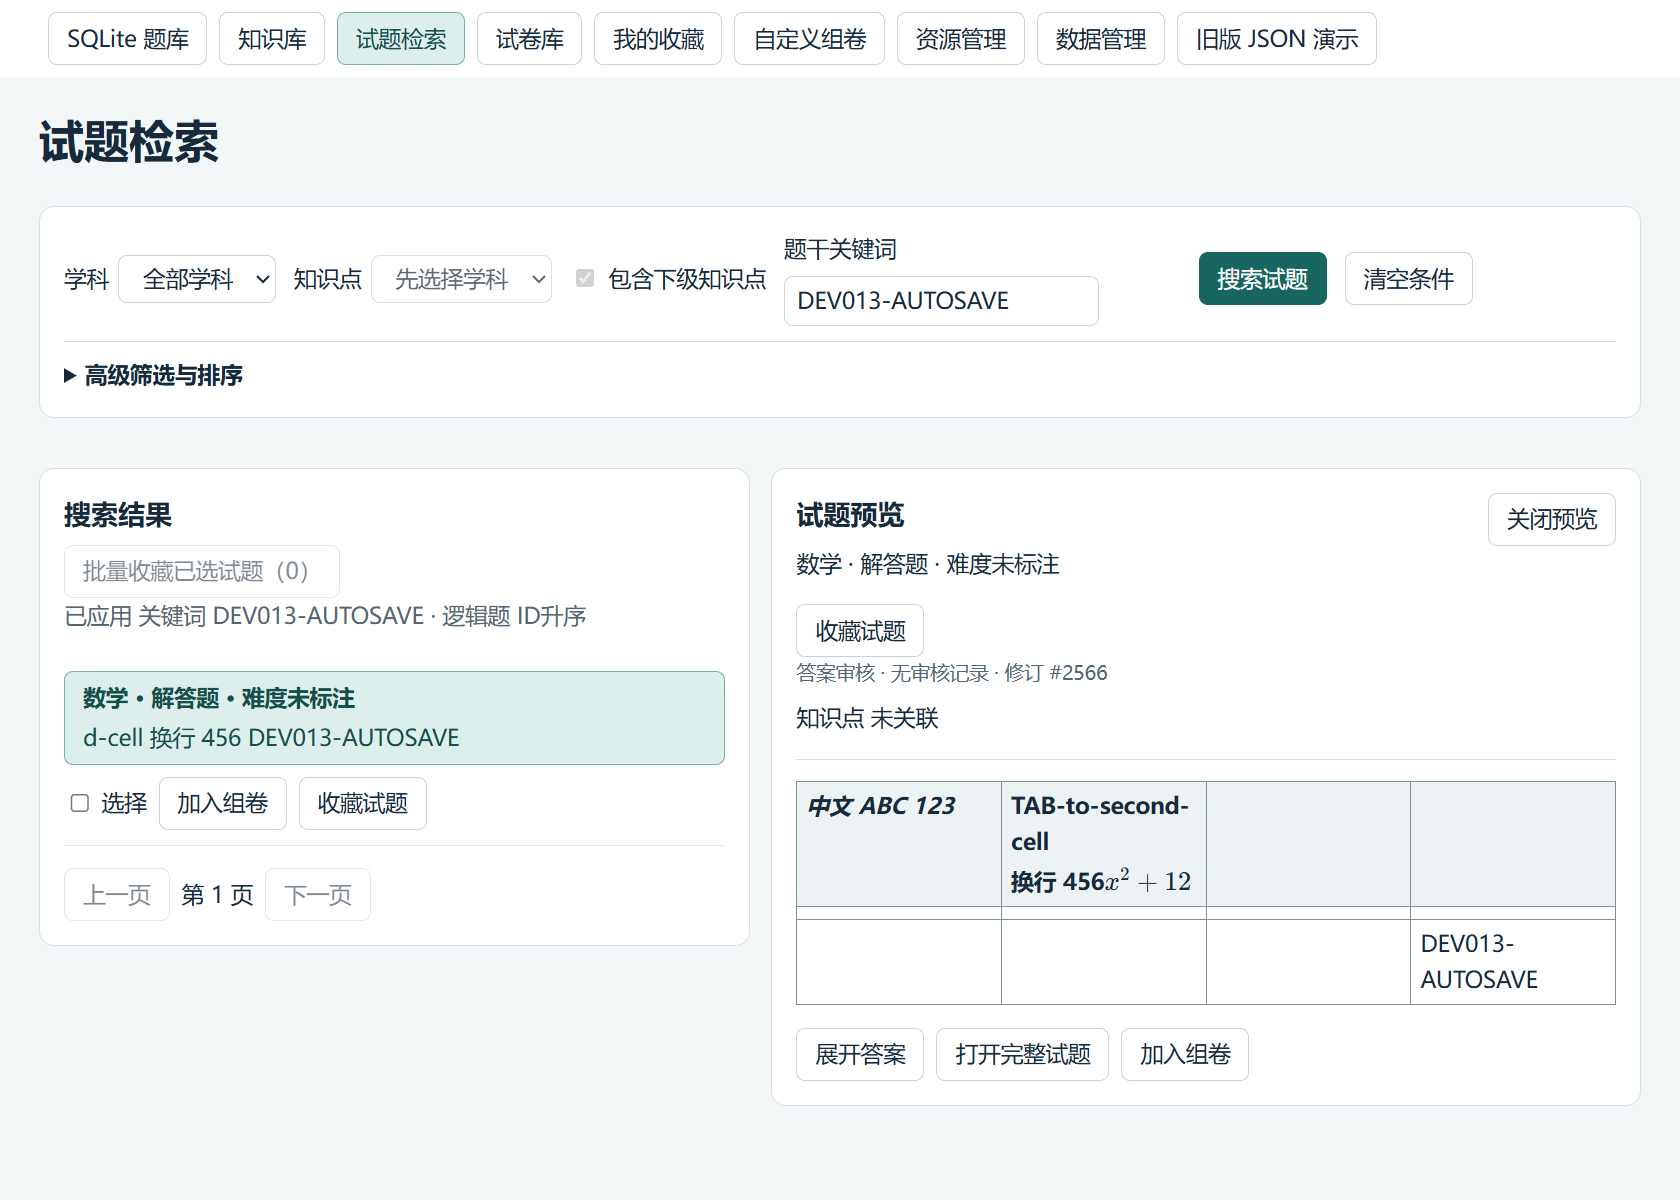 SQLite 题库 知识库 试题检索 试卷库 我的收藏 自定义组卷 资源管理 数据管理 旧版 JSON 演示
试题检索
学科 全部学科 知识点 先选择学科 包含下级知识点
题干关键词
DEV013-AUTOSAVE
搜索试题 清空条件
高级筛选与排序
搜索结果
批量收藏已选试题（0）
已应用 关键词 DEV013-AUTOSAVE · 逻辑题 ID升序
数学 • 解答题 • 难度未标注
d-cell 换行 456 DEV013-AUTOSAVE
选择 加入组卷 收藏试题
上一页 第 1 页 下一页
试题预览
关闭预览
数学 · 解答题 · 难度未标注
收藏试题
答案审核 · 无审核记录 · 修订 #2566
知识点 未关联
中文 ABC 123
TAB-to-second-
cell
换行 456x² + 12
DEV013-
AUTOSAVE
展开答案 打开完整试题 加入组卷